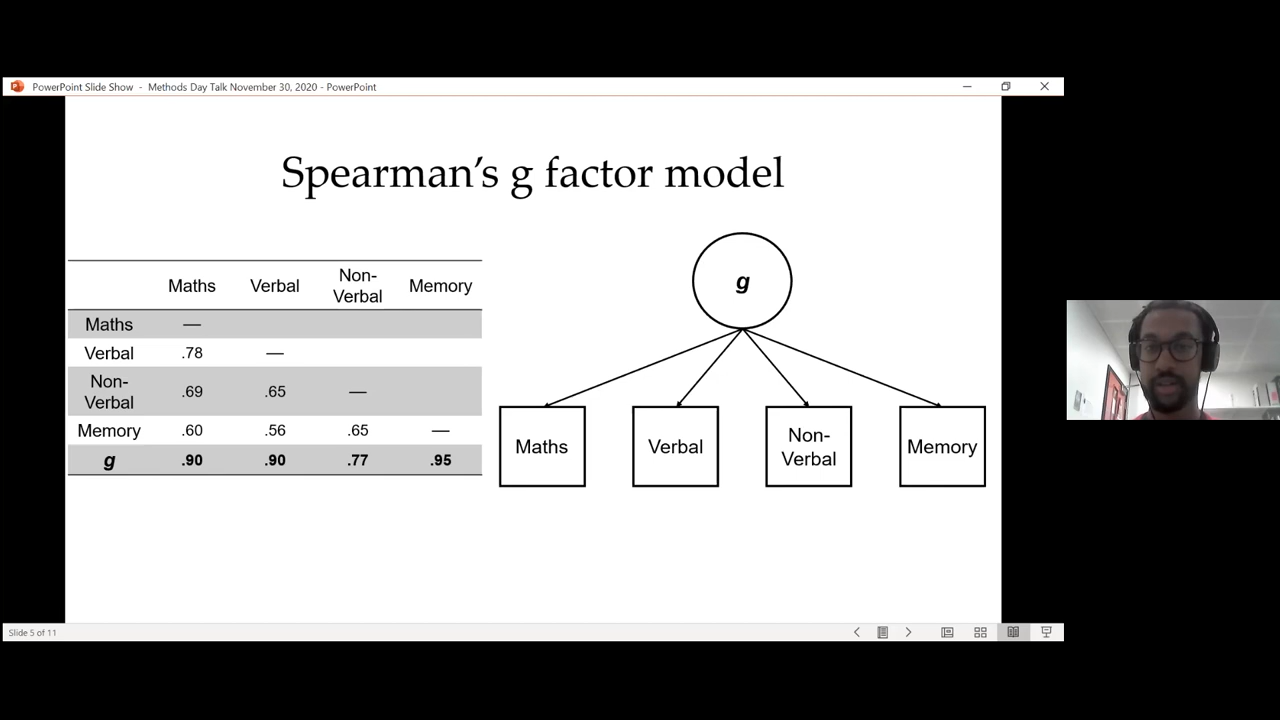 PowerPoint Slide Show - Methods Day Talk November 30, 2020 - PowerPoint
Spearman's g factor model
Maths Verbal Non-Verbal Memory
Maths —
Verbal .78 —
Non-Verbal .69 .65 —
Memory .60 .56 .65 —
g .90 .90 .77 .95
g
Maths
Verbal
Non-
Verbal
Memory
Slide 5 of 11